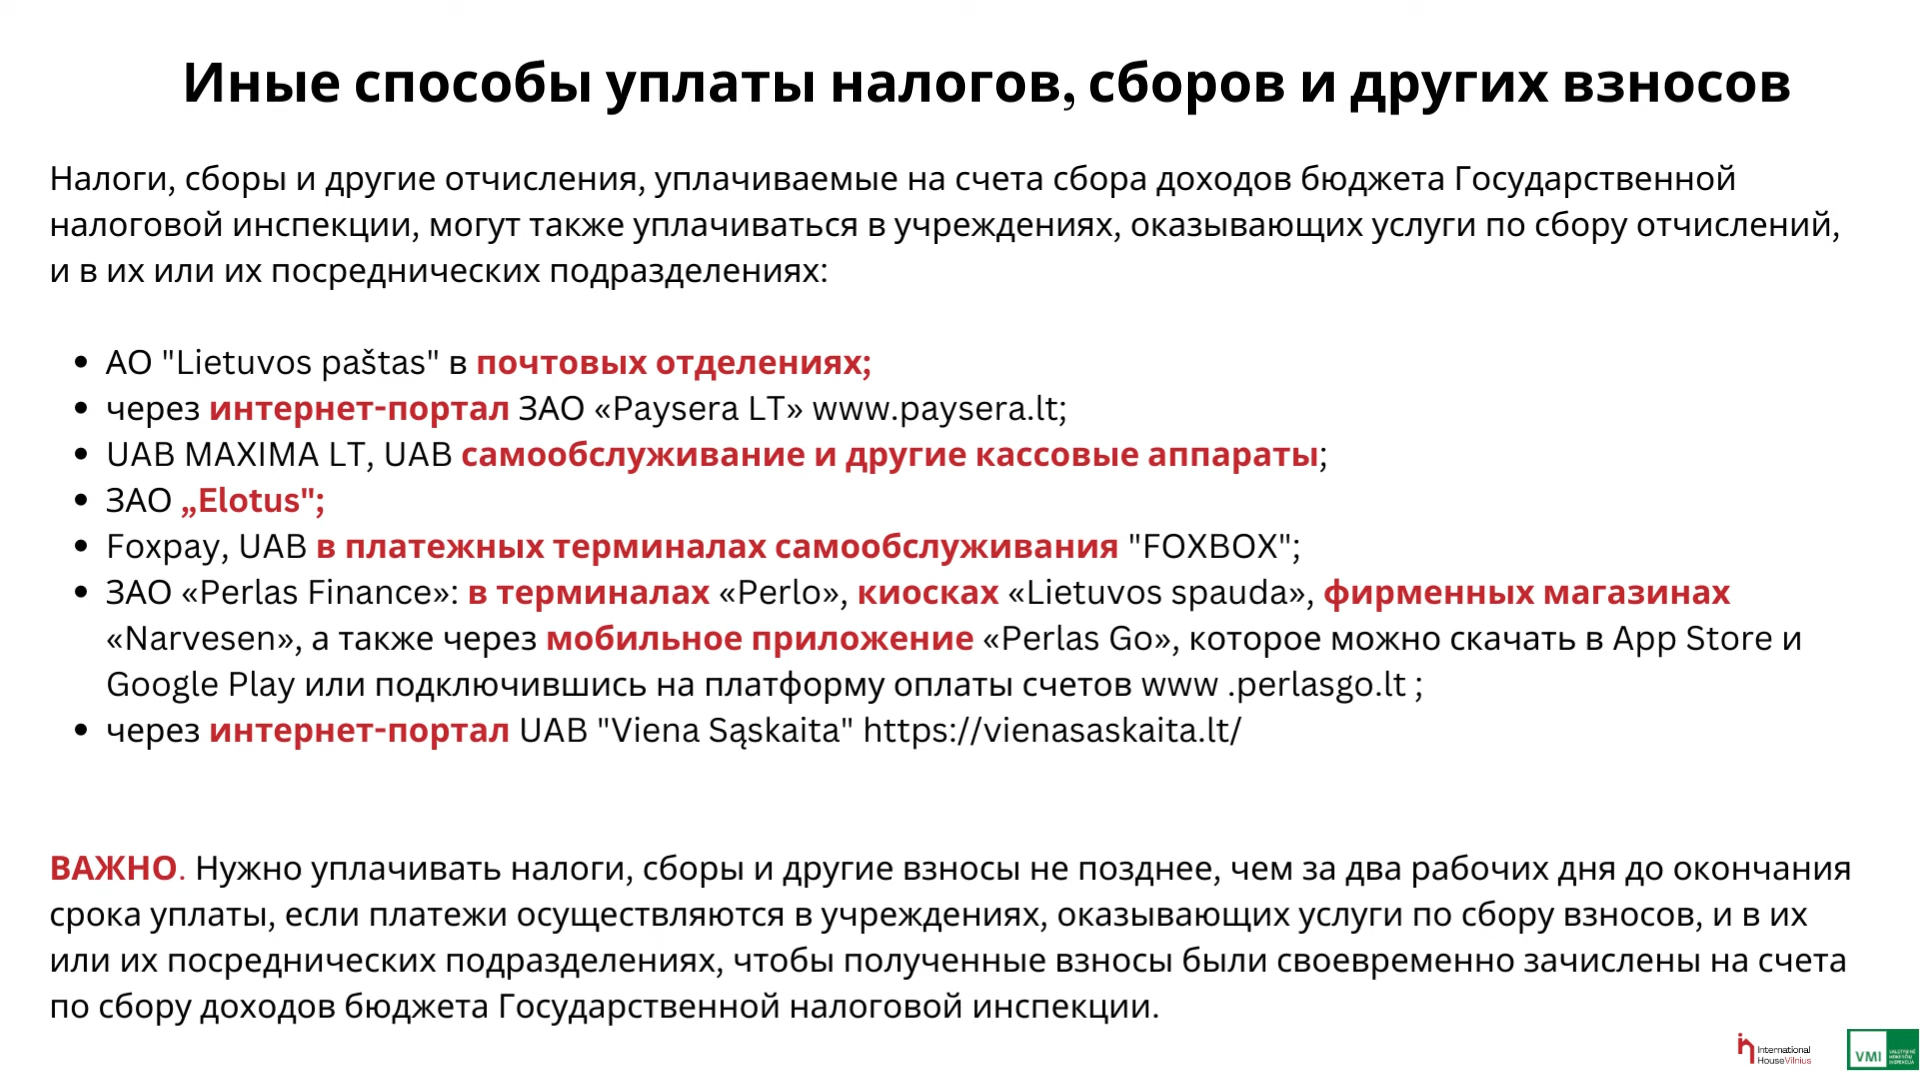 Иные способы уплаты налогов, сборов и других взносов
Налоги, сборы и другие отчисления, уплачиваемые на счета сбора доходов бюджета Государственной
налоговой инспекции, могут также уплачиваться в учреждениях, оказывающих услуги по сбору отчислений,
и в их или их посреднических подразделениях:
• АО "Lietuvos paštas" в почтовых отделениях;
• через интернет-портал ЗАО «Paysera LT» www.paysera.lt;
• UAB MAXIMA LT, UAB самообслуживание и другие кассовые аппараты;
• ЗАО „Elotus";
• Foxpay, UAB в платежных терминалах самообслуживания "FOXBOX";
• ЗАО «Perlas Finance»: в терминалах «Perlo», киосках «Lietuvos spauda», фирменных магазинах
«Narvesen», а также через мобильное приложение «Perlas Go», которое можно скачать в App Store и
Google Play или подключившись на платформу оплаты счетов www .perlasgo.lt ;
• через интернет-портал UAB "Viena Sąskaita" https://vienasaskaita.lt/
ВАЖНО. Нужно уплачивать налоги, сборы и другие взносы не позднее, чем за два рабочих дня до окончания
срока уплаты, если платежи осуществляются в учреждениях, оказывающих услуги по сбору взносов, и в их
или их посреднических подразделениях, чтобы полученные взносы были своевременно зачислены на счета
по сбору доходов бюджета Государственной налоговой инспекции.
International
HouseVilnius
VMI